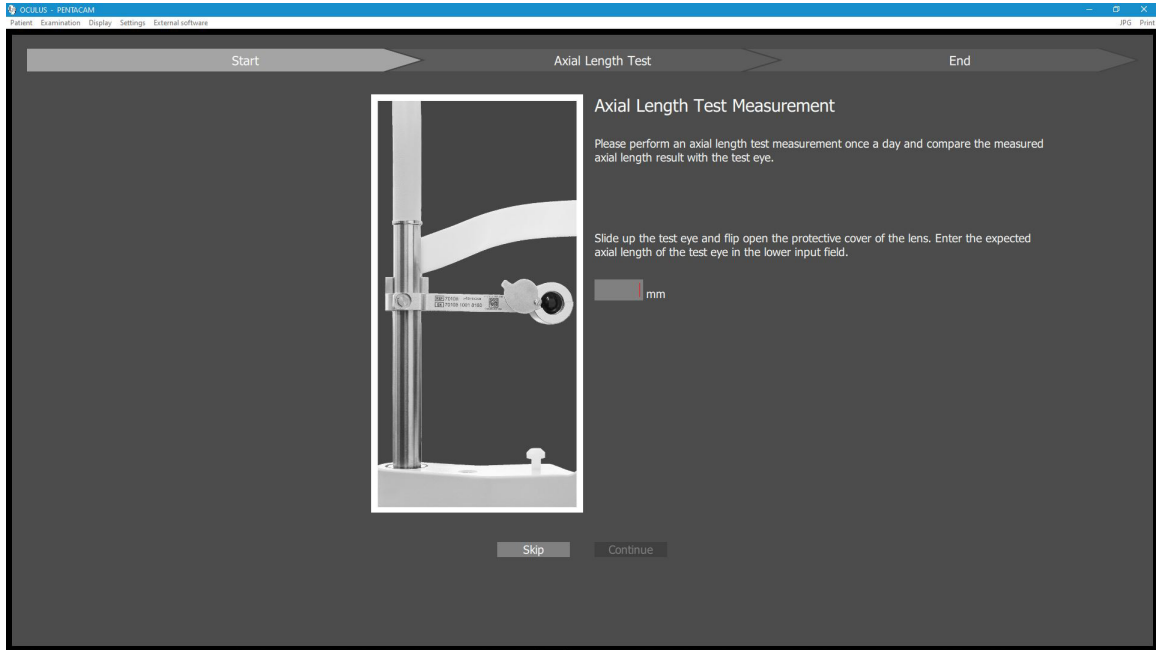 OCULUS - PENTACAM
Patient Examination Display Settings External software JPG Print
Start Axial Length Test End
Axial Length Test Measurement
Please perform an axial length test measurement once a day and compare the measured
axial length result with the test eye.
Slide up the test eye and flip open the protective cover of the lens. Enter the expected
axial length of the test eye in the lower input field.
mm
Skip Continue